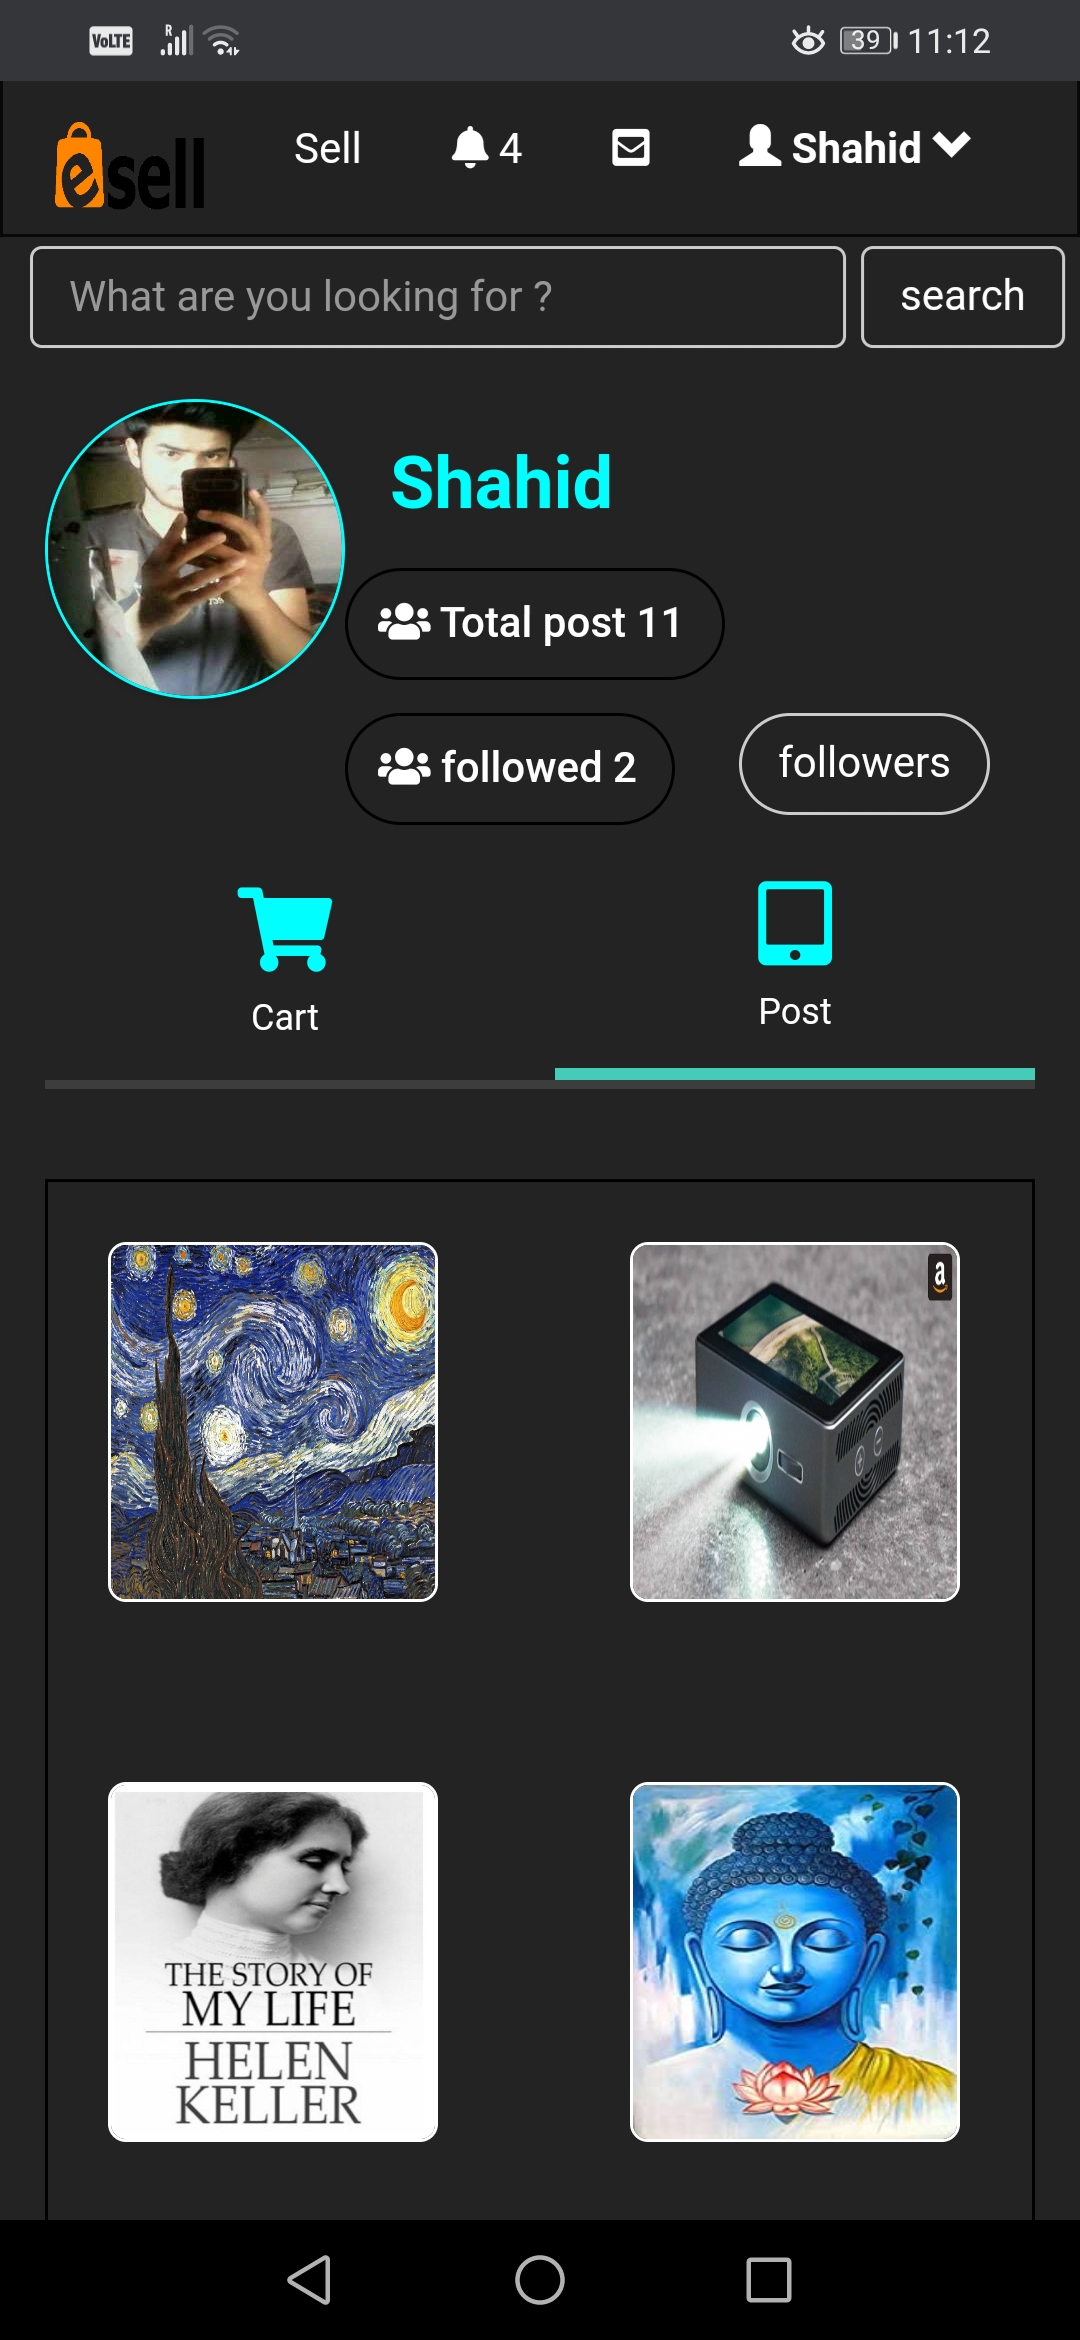 VoLTE R 39 11:12
esell Sell 4 Shahid
What are you looking for ? search
Shahid
Total post 11
followed 2 followers
Cart Post
a
THE STORY OF
MY LIFE
HELEN
KELLER